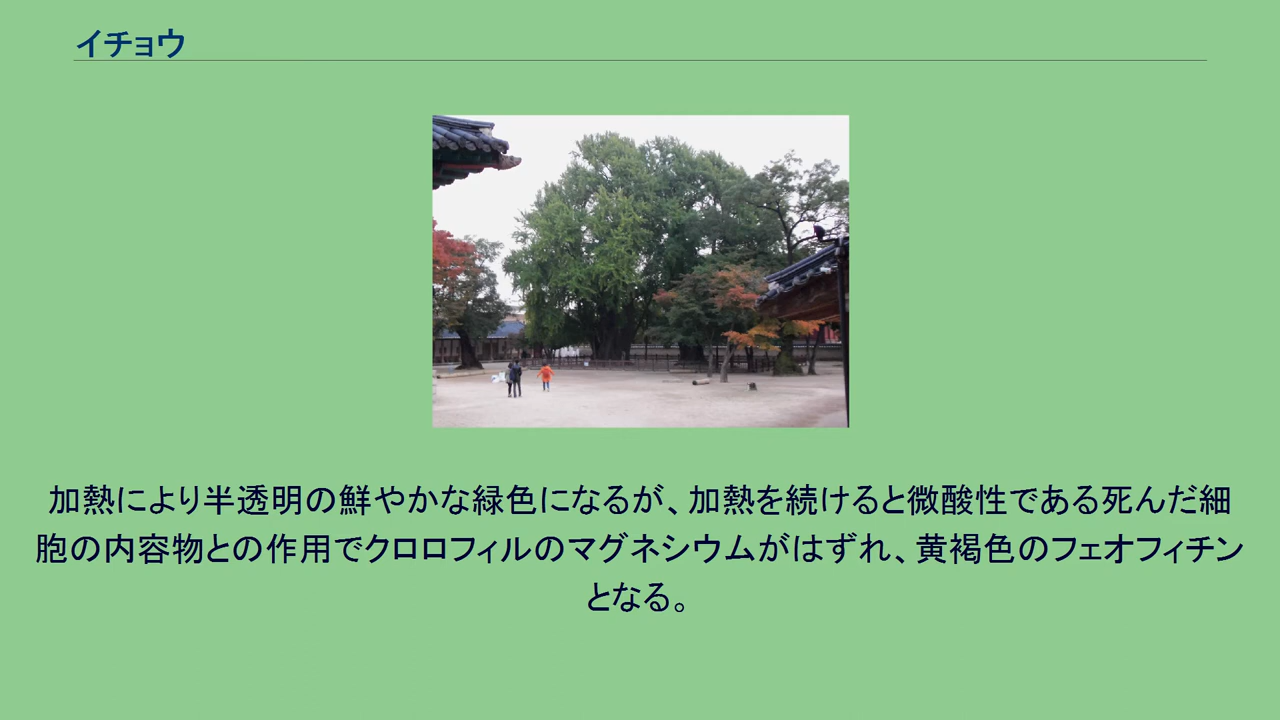 イチョウ
加熱により半透明の鮮やかな緑色になるが、加熱を続けると微酸性である死んだ細
胞の内容物との作用でクロロフィルのマグネシウムがはずれ、黄褐色のフェオフィチン
となる。